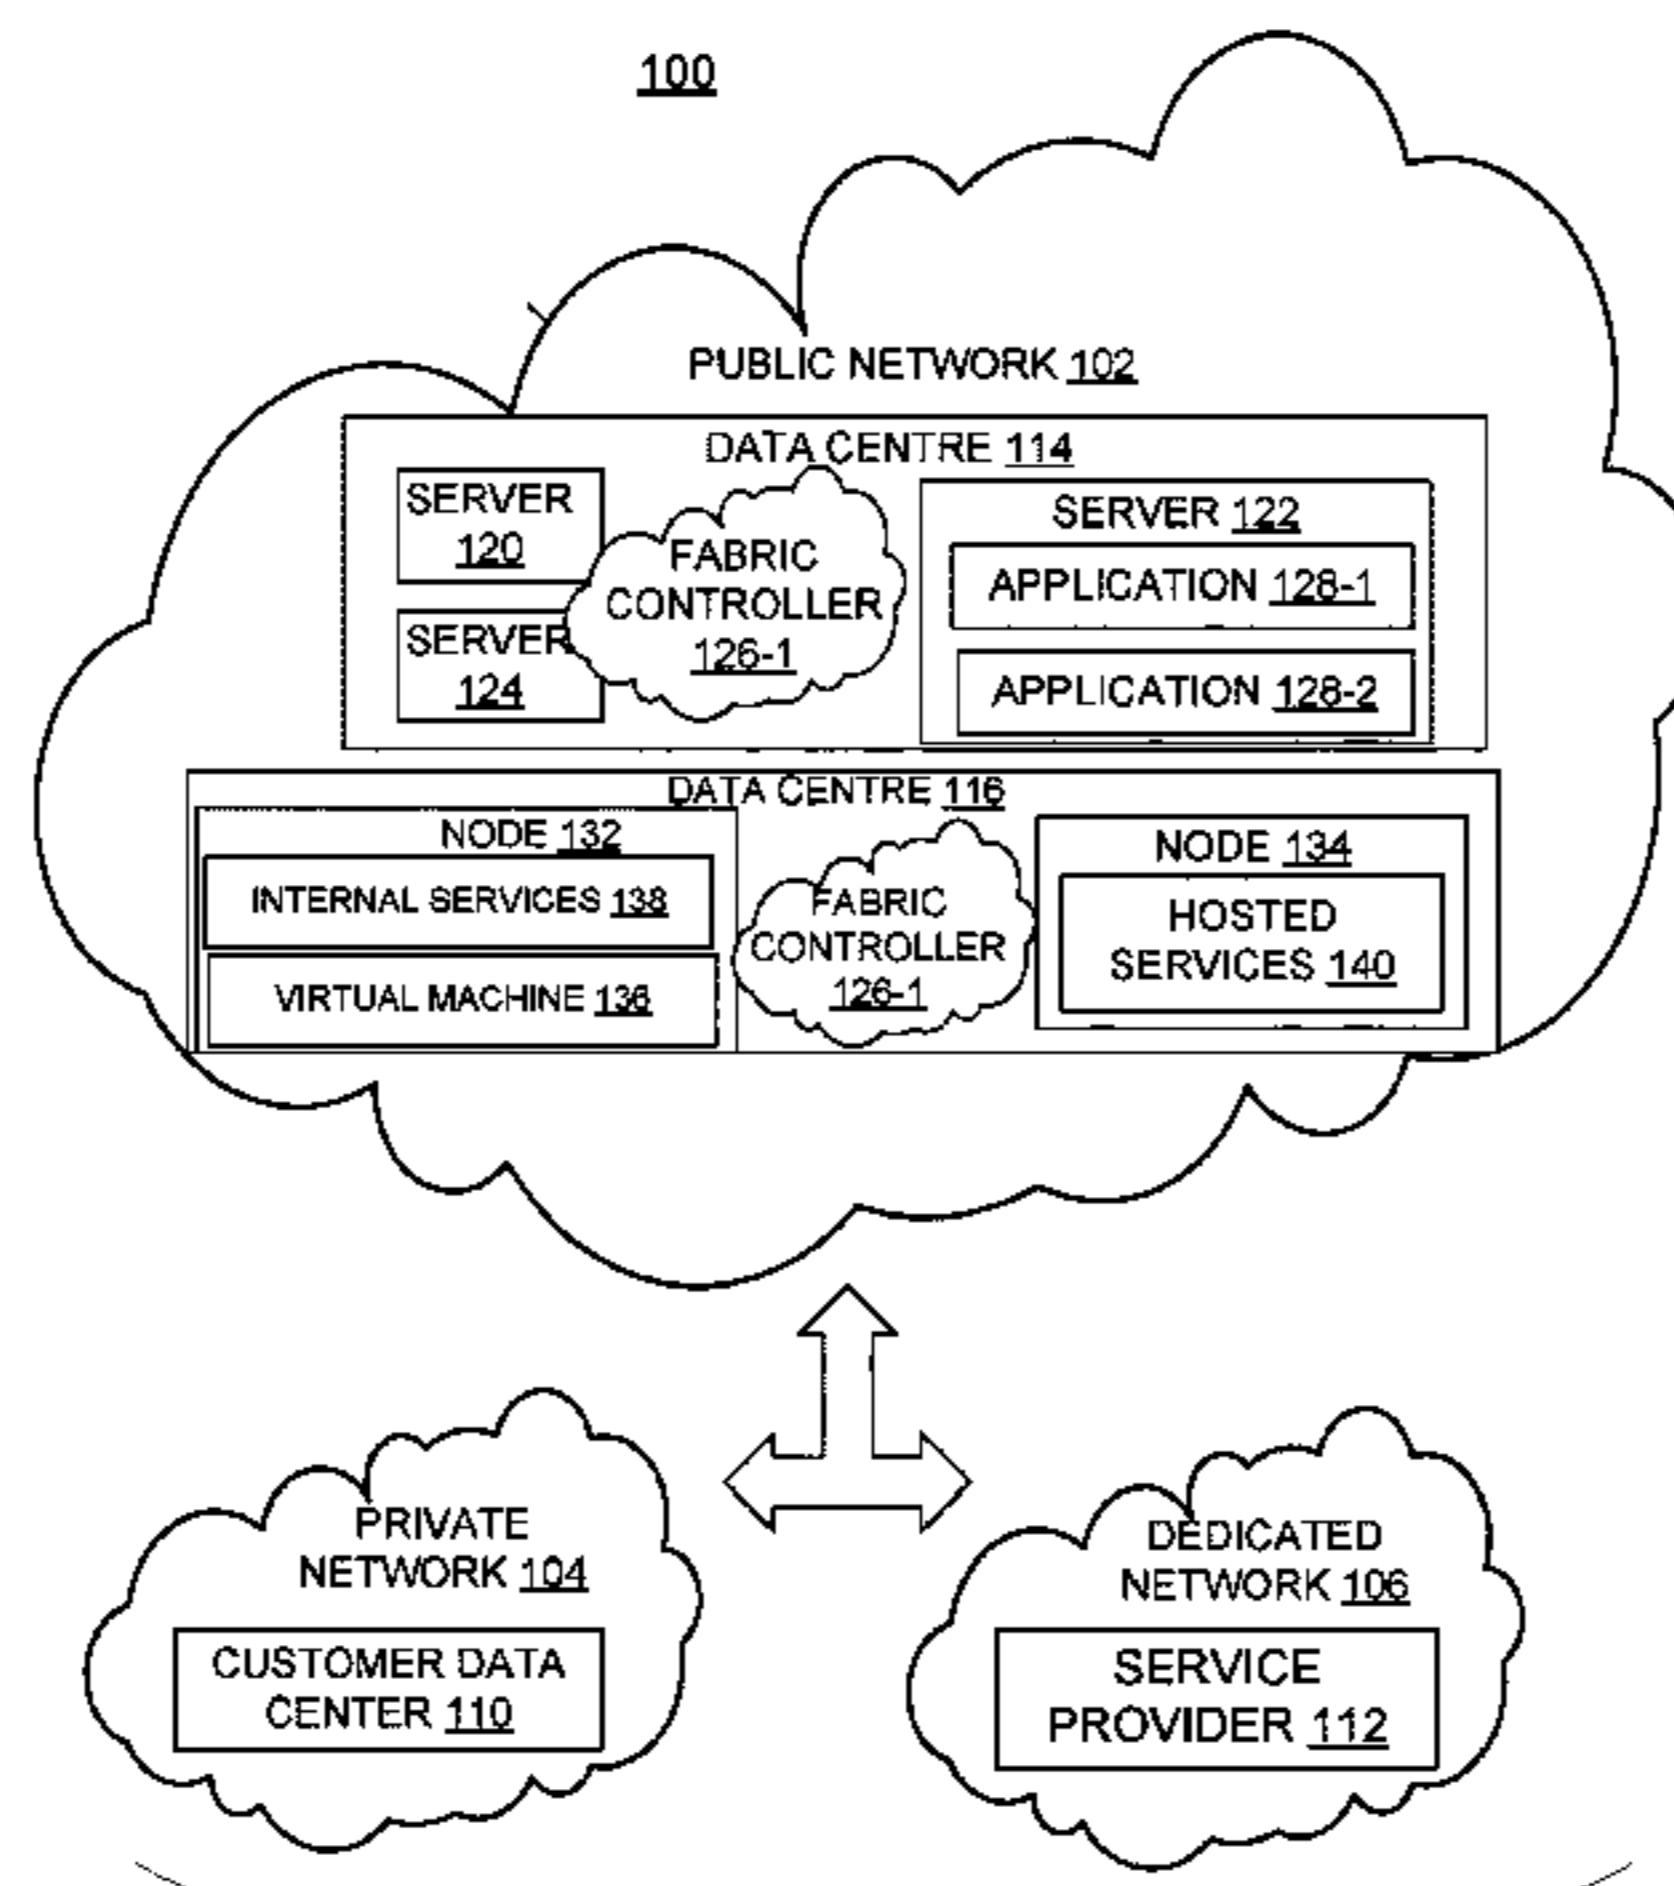 100
PUBLIC NETWORK 102
DATA CENTRE 114
SERVER
120
SERVER
124
FABRIC
CONTROLLER
126-1
SERVER 122
APPLICATION 128-1
APPLICATION 128-2
DATA CENTRE 116
NODE 132
INTERNAL SERVICES 138
VIRTUAL MACHINE 136
FABRIC
CONTROLLER
126-1
NODE 134
HOSTED
SERVICES 140
PRIVATE
NETWORK 104
CUSTOMER DATA
CENTER 110
DEDICATED
NETWORK 106
SERVICE
PROVIDER 112